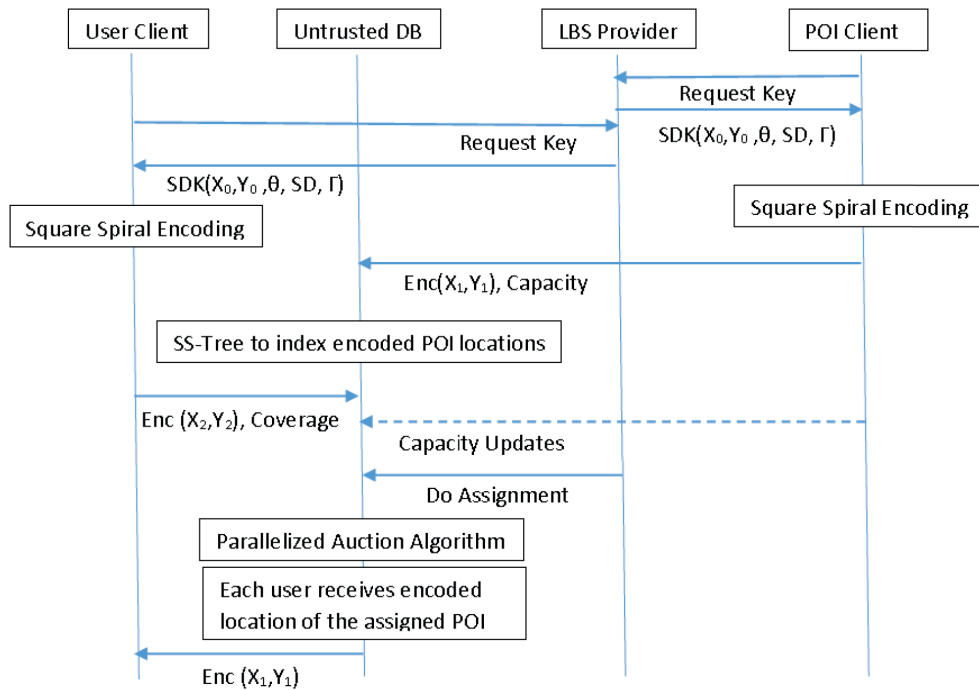 User Client
Untrusted DB
LBS Provider
POI Client
Request Key
SDK(X₀,Y₀ ,θ, SD, Γ)
Request Key
SDK(X₀,Y₀ ,θ, SD, Γ)
Square Spiral Encoding
Square Spiral Encoding
Enc(X₁,Y₁), Capacity
SS-Tree to index encoded POI locations
Enc (X₂,Y₂), Coverage
Capacity Updates
Do Assignment
Parallelized Auction Algorithm
Each user receives encoded
location of the assigned POI
Enc (X₁,Y₁)